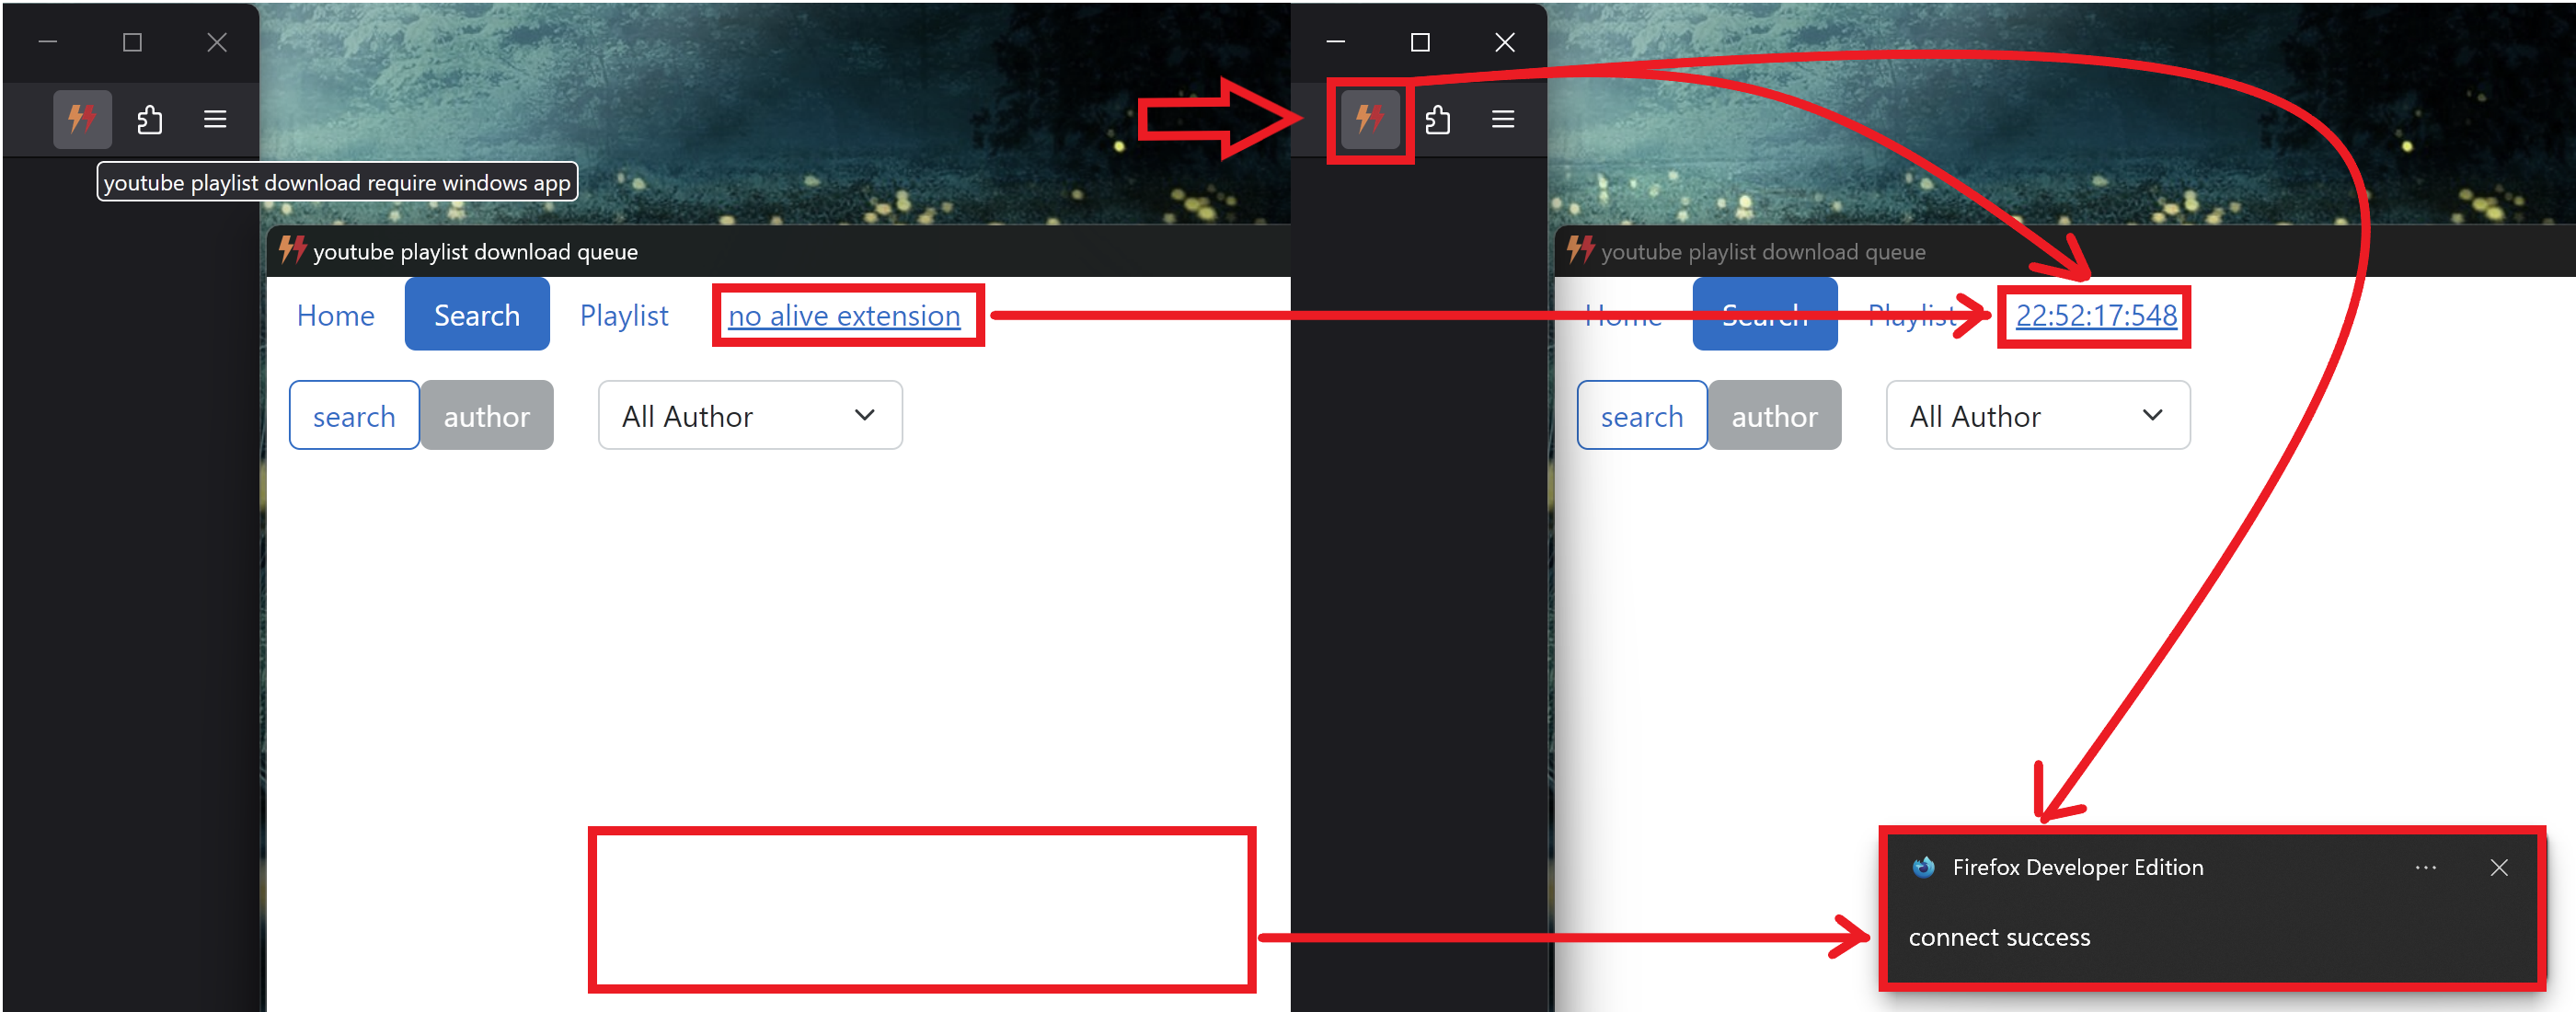 youtube playlist download require windows app
youtube playlist download queue
Home Search Playlist no alive extension
search author All Author
youtube playlist download queue
Home Search Playlist 22:52:17:548
search author All Author
Firefox Developer Edition
connect success